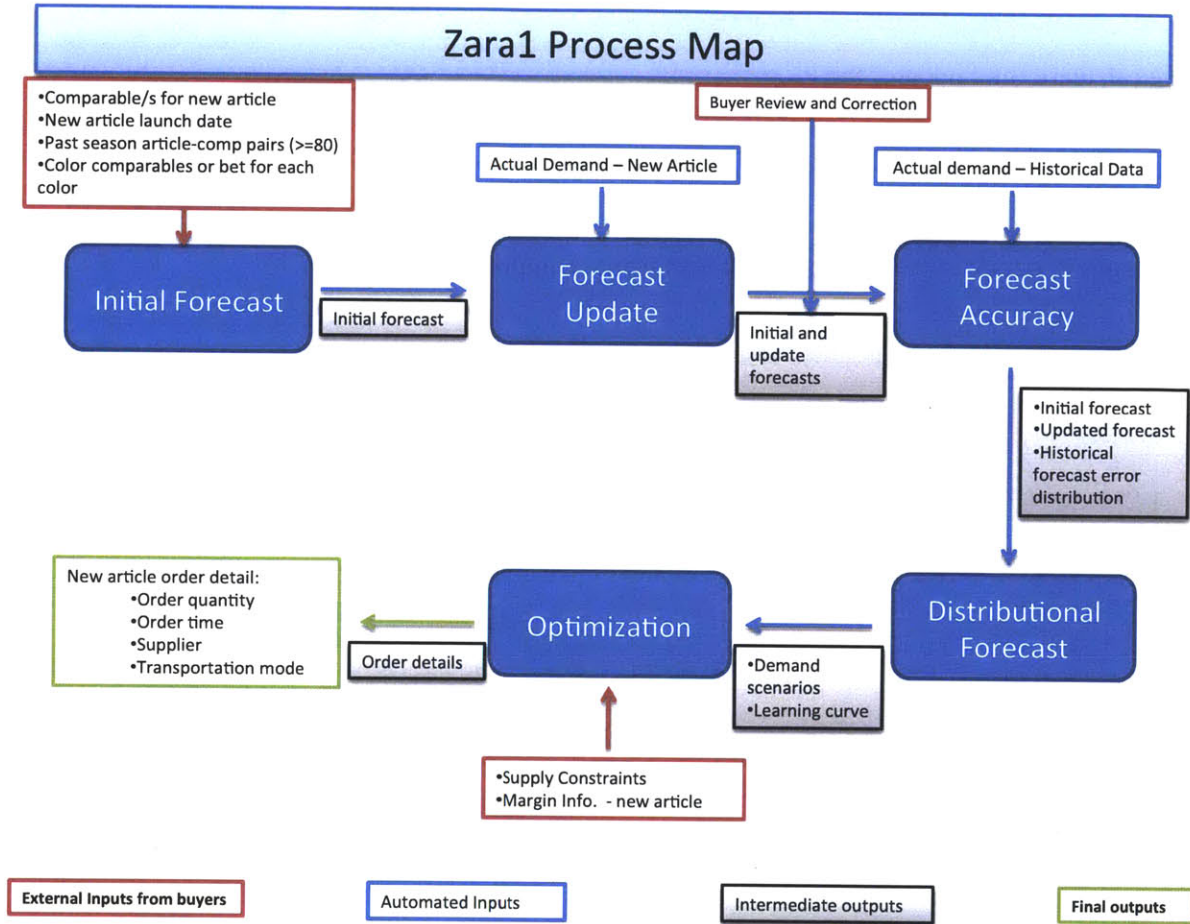 Zara1 Process Map
•Comparable/s for new article
•New article launch date
•Past season article-comp pairs (>=80)
•Color comparables or bet for each
color
Buyer Review and Correction
Actual Demand – New Article
Actual demand – Historical Data
Initial Forecast
Initial forecast
Forecast
Update
Initial and
update
forecasts
Forecast
Accuracy
•Initial forecast
•Updated forecast
•Historical
forecast error
distribution
New article order detail:
•Order quantity
•Order time
•Supplier
•Transportation mode
Order details
Optimization
•Demand
scenarios
•Learning curve
Distributional
Forecast
•Supply Constraints
•Margin Info. - new article
External Inputs from buyers
Automated Inputs
Intermediate outputs
Final outputs